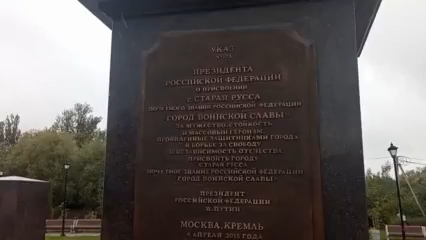 УКАЗ
ПРЕЗИДЕНТА
РОССИЙСКОЙ ФЕДЕРАЦИИ
О ПРИСВОЕНИИ
г. СТАРАЯ РУССА
ПОЧЕТНОГО ЗВАНИЯ РОССИЙСКОЙ ФЕДЕРАЦИИ
ГОРОД ВОИНСКОЙ СЛАВЫ
ЗА МУЖЕСТВО, СТОЙКОСТЬ
И МАССОВЫЙ ГЕРОИЗМ,
ПРОЯВЛЕННЫЕ ЗАЩИТНИКАМИ ГОРОДА
В БОРЬБЕ ЗА СВОБОДУ
И НЕЗАВИСИМОСТЬ ОТЕЧЕСТВА
ПРИСВОИТЬ ГОРОДУ
СТАРАЯ РУССА
ПОЧЕТНОЕ ЗВАНИЕ РОССИЙСКОЙ ФЕДЕРАЦИИ
ГОРОД ВОИНСКОЙ СЛАВЫ
ПРЕЗИДЕНТ
РОССИЙСКОЙ ФЕДЕРАЦИИ
В. ПУТИН
МОСКВА, КРЕМЛЬ
6 АПРЕЛЯ 2015 ГОДА